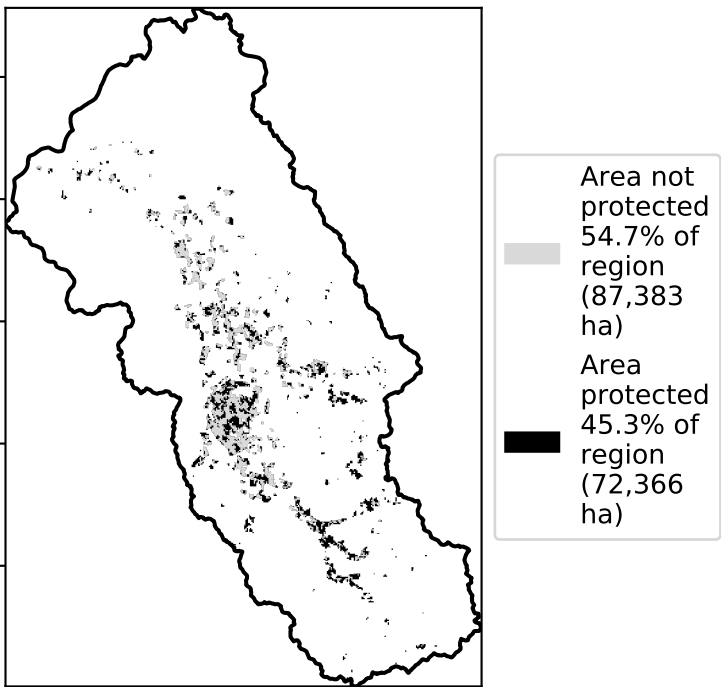 Area not
protected
54.7% of
region
(87,383
ha)
Area
protected
45.3% of
region
(72,366
ha)